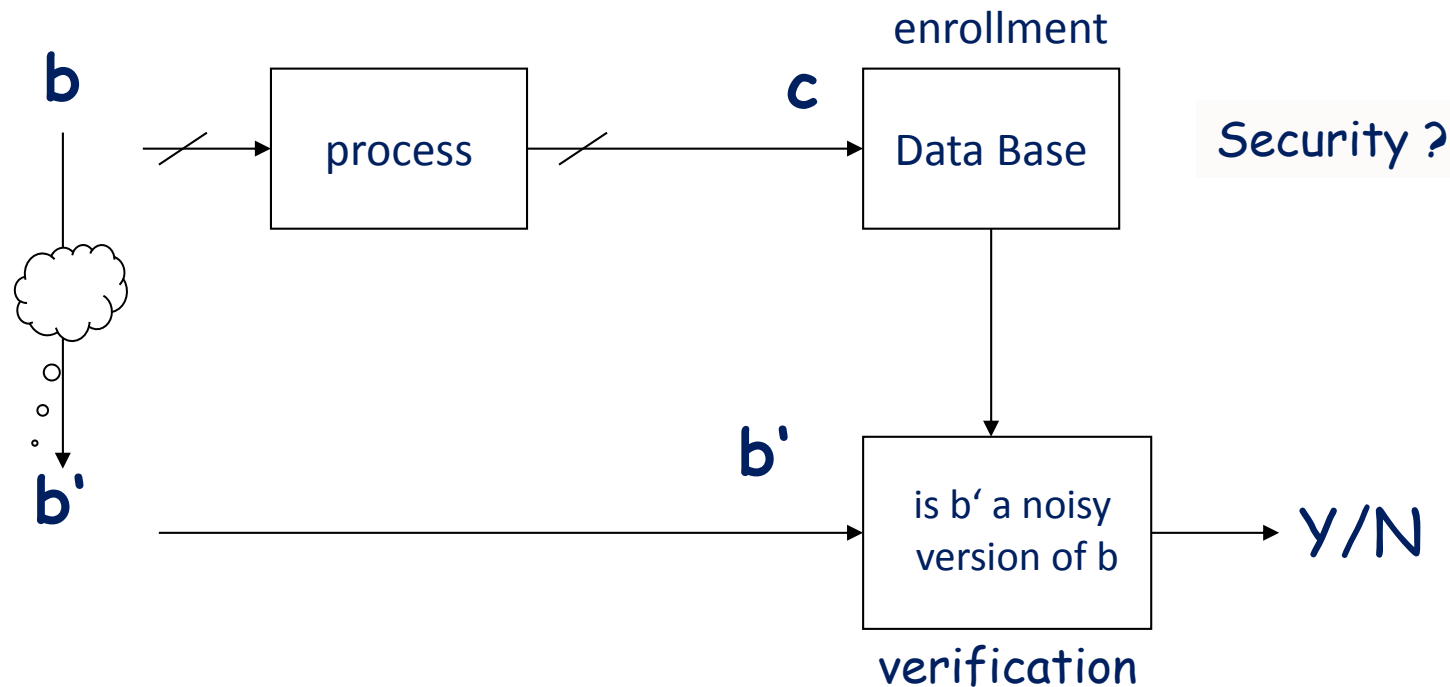 enrollment
b
process
c
Data Base
Security ?
b'
b'
is b‘ a noisy
version of b
Y/N
verification